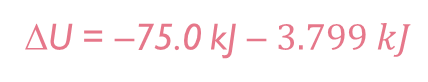 ΔU = –75.0 kJ – 3.799 kJ